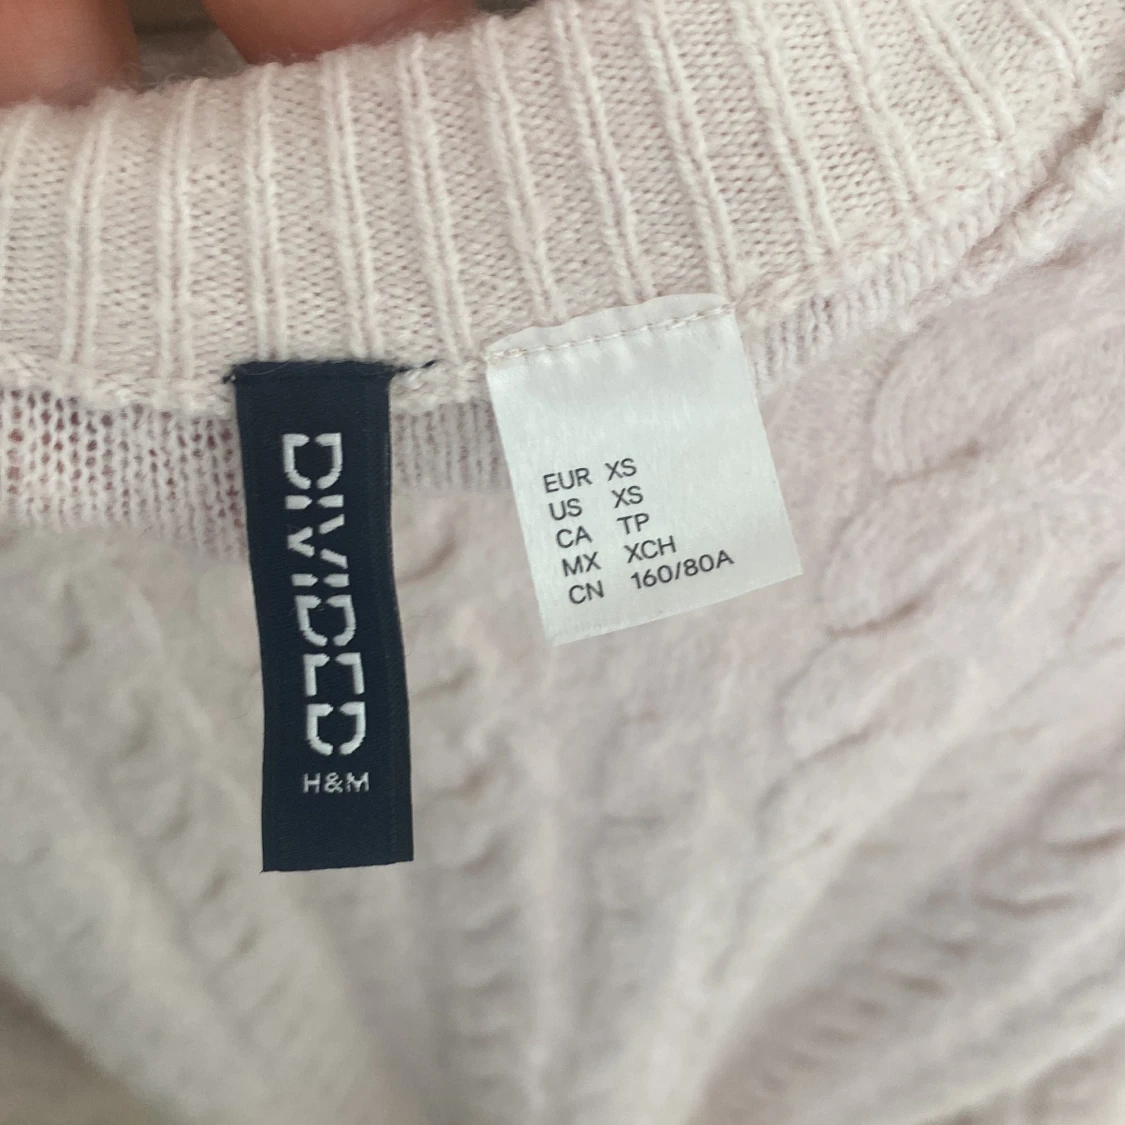 DIVIDED
H&M
EUR XS
US XS
CA TP
MX XCH
CN 160/80A